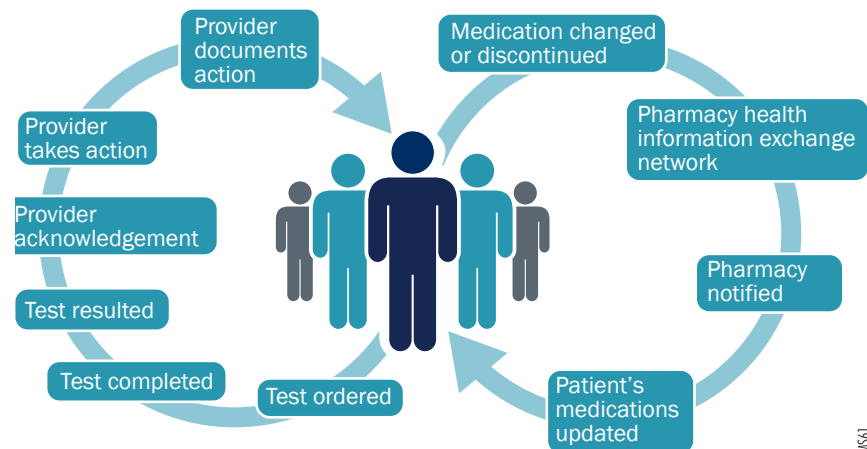 Provider
documents
action
Medication changed
or discontinued
Provider
takes action
Pharmacy health
information exchange
network
Provider
acknowledgement
Pharmacy
notified
Test resulted
Test completed
Test ordered
Patient's
medications
updated